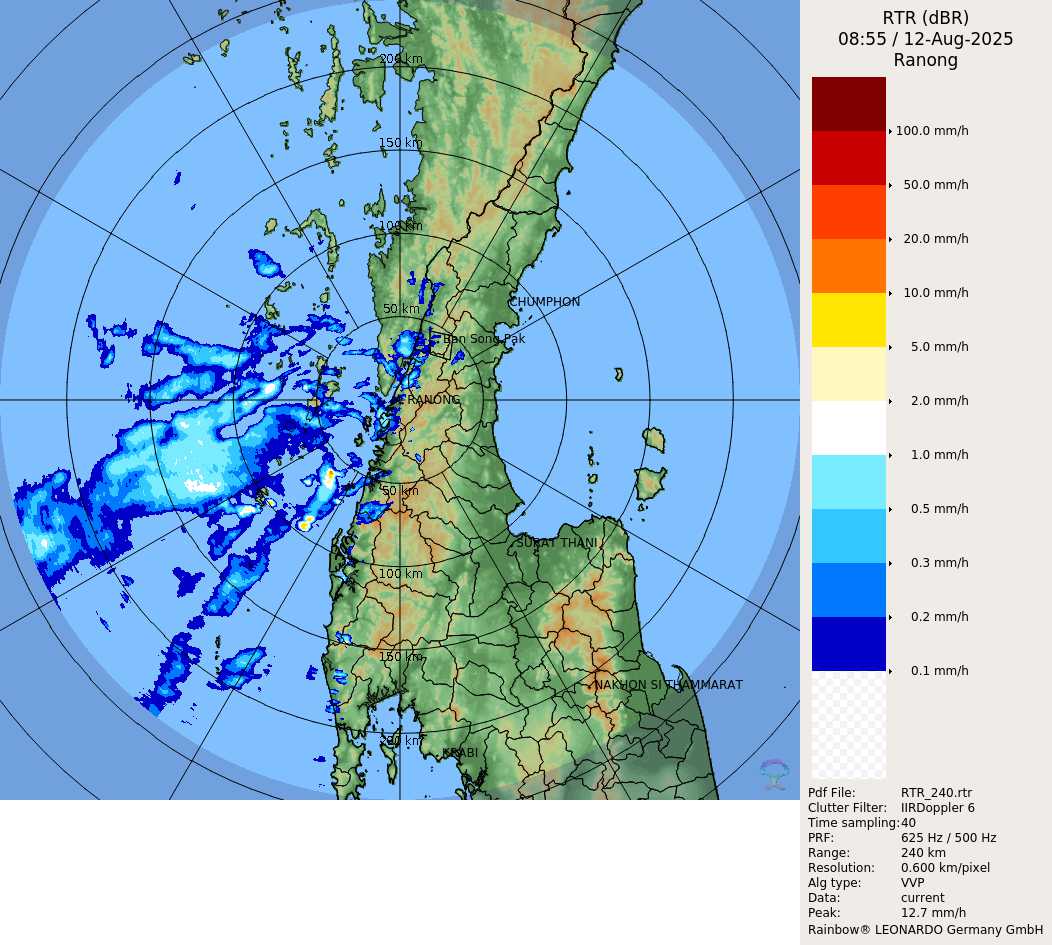 RTR (dBR)
08:55 / 12-Aug-2025
Ranong
200 km
150 km
100 km
50 km
CHUMPHON
Ban Song Pak
RANONG
50 km
SURAT THANI
100 km
150 km
NAKHON SI THAMMARAT
200 km
KRABI
100.0 mm/h
50.0 mm/h
20.0 mm/h
10.0 mm/h
5.0 mm/h
2.0 mm/h
1.0 mm/h
0.5 mm/h
0.3 mm/h
0.2 mm/h
0.1 mm/h
Pdf File: RTR_240.rtr
Clutter Filter: IIRDoppler 6
Time sampling: 40
PRF: 625 Hz / 500 Hz
Range: 240 km
Resolution: 0.600 km/pixel
Alg type: VVP
Data: current
Peak: 12.7 mm/h
Rainbow® LEONARDO Germany GmbH